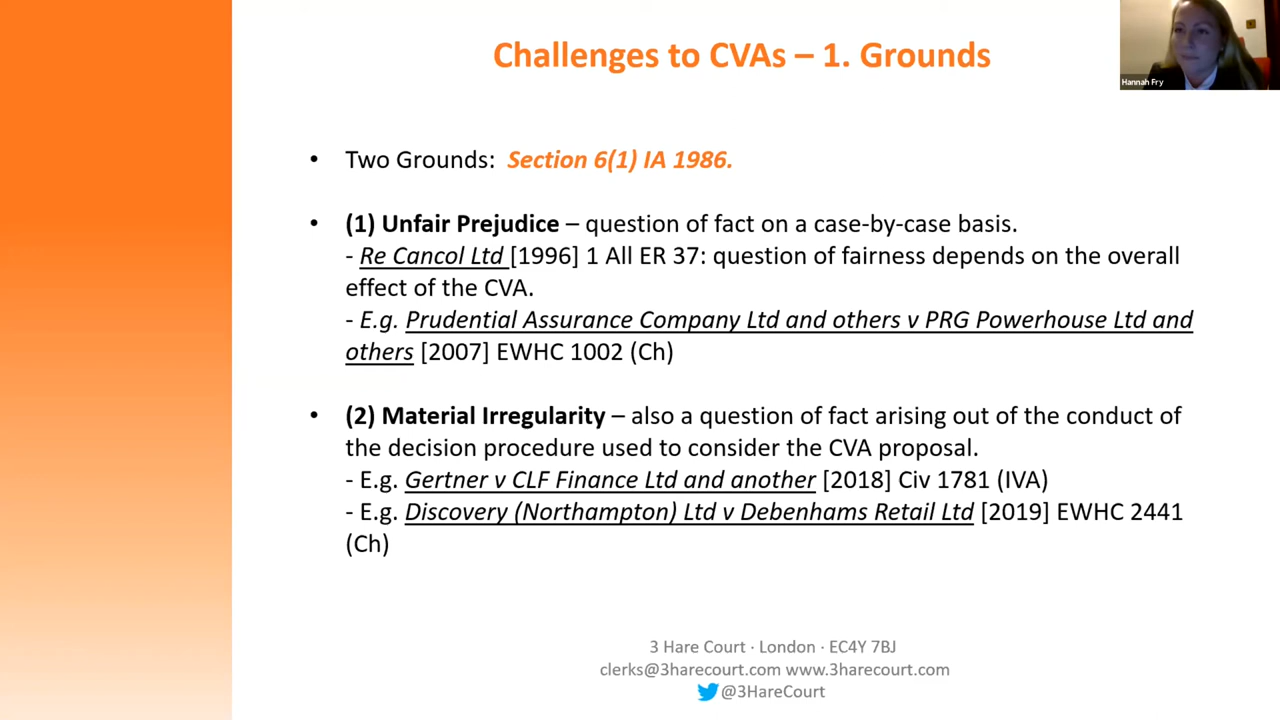 Challenges to CVAs – 1. Grounds
Hannah Fry
• Two Grounds: Section 6(1) IA 1986.
• (1) Unfair Prejudice – question of fact on a case-by-case basis.
- Re Cancol Ltd [1996] 1 All ER 37: question of fairness depends on the overall
effect of the CVA.
- E.g. Prudential Assurance Company Ltd and others v PRG Powerhouse Ltd and
others [2007] EWHC 1002 (Ch)
• (2) Material Irregularity – also a question of fact arising out of the conduct of
the decision procedure used to consider the CVA proposal.
- E.g. Gertner v CLF Finance Ltd and another [2018] Civ 1781 (IVA)
- E.g. Discovery (Northampton) Ltd v Debenhams Retail Ltd [2019] EWHC 2441
(Ch)
3 Hare Court · London · EC4Y 7BJ
clerks@3harecourt.com www.3harecourt.com
@3HareCourt